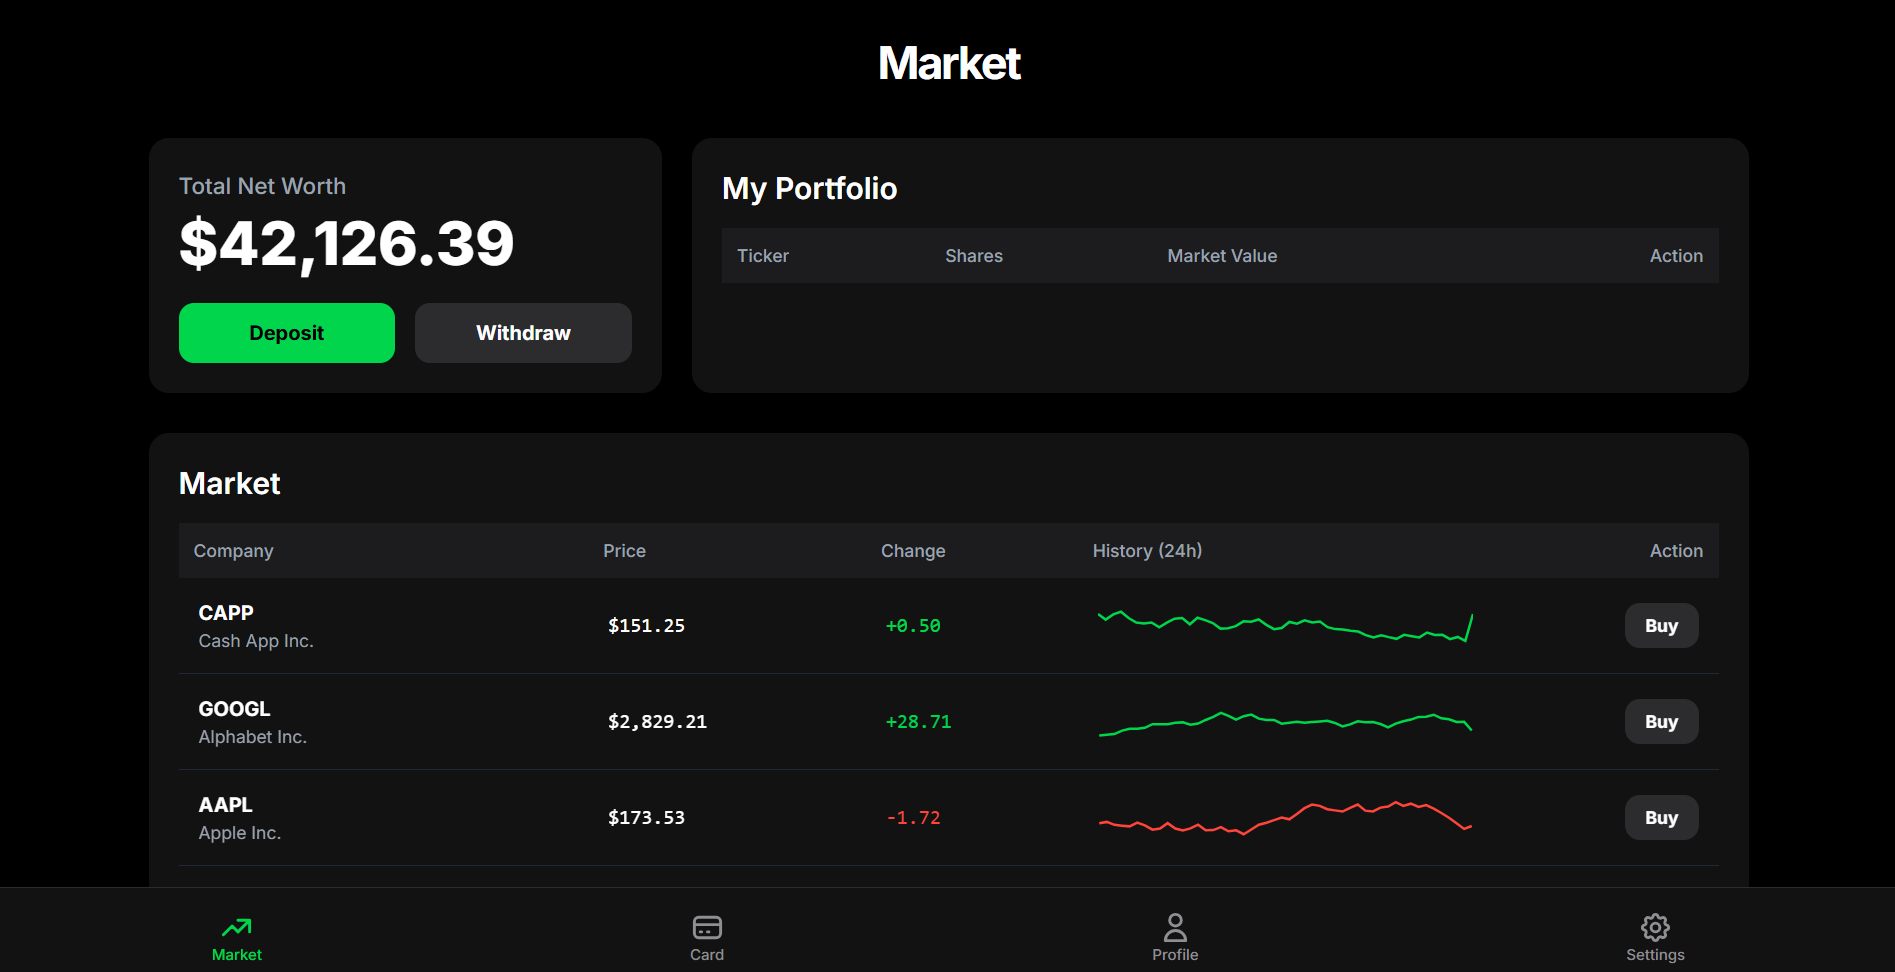 Market
Total Net Worth
$42,126.39
Deposit
Withdraw
My Portfolio
Ticker Shares Market Value Action
Market
Company Price Change History (24h) Action
CAPP
Cash App Inc.
$151.25 +0.50 Buy
GOOGL
Alphabet Inc.
$2,829.21 +28.71 Buy
AAPL
Apple Inc.
$173.53 -1.72 Buy
Market Card Profile Settings